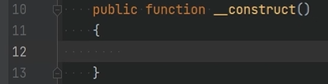 10 public function __construct()
11 {
12
13 }